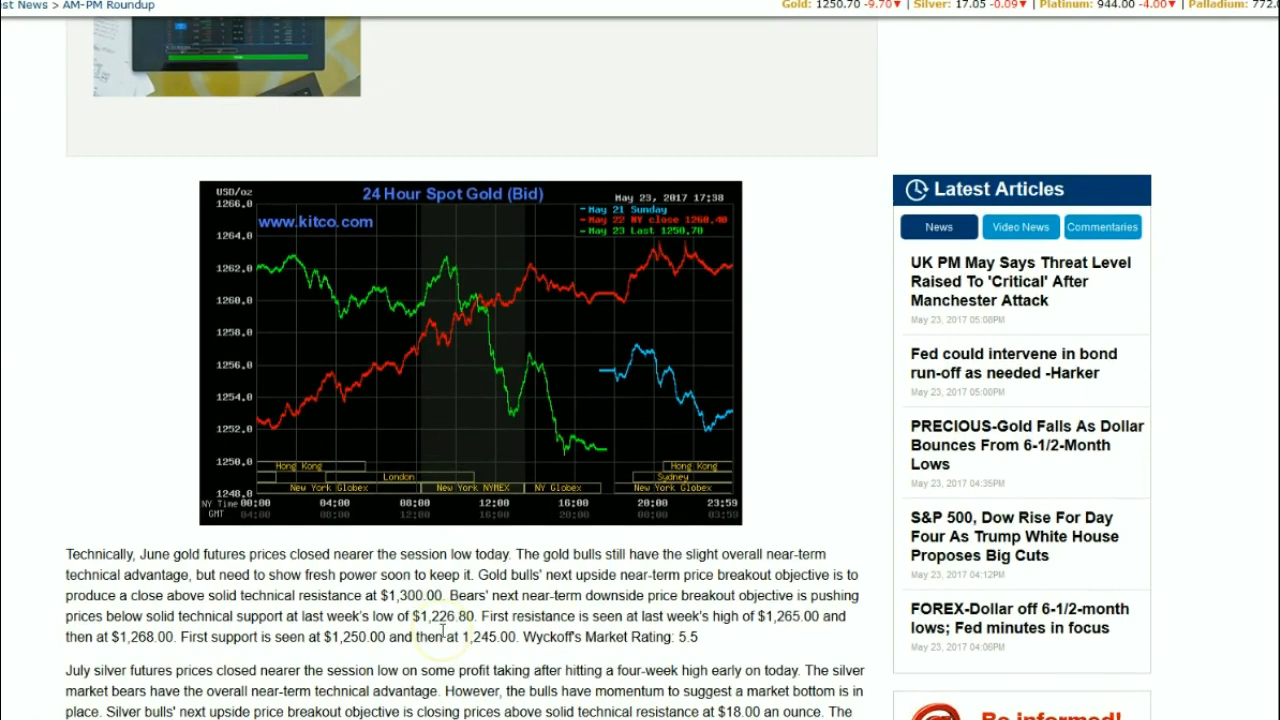 st News > AM-PM Roundup
Gold: 1250.70 -9.70▼ | Silver: 17.05 -0.09▼ | Platinum: 944.00 -4.00▼ | Palladium: 772.
USD/oz
24 Hour Spot Gold (Bid)
May 23, 2017 17:38
www.kitco.com
May 21 Sunday
May 22 NY close 1260.40
May 23 Last 1250.70
1266.0
1264.0
1262.0
1260.0
1258.0
1256.0
1254.0
1252.0
1250.0
1248.0
Hong Kong
Hong Kong
London
Sydney
New York Globex
New York NYMEX
NY Globex
New York Globex
NY Time 00:00 04:00 08:00 12:00 16:00 20:00 23:59
GMT 04:00 08:00 12:00 16:00 20:00 00:00 03:59
Technically, June gold futures prices closed nearer the session low today. The gold bulls still have the slight overall near-term
technical advantage, but need to show fresh power soon to keep it. Gold bulls' next upside near-term price breakout objective is to
produce a close above solid technical resistance at $1,300.00. Bears' next near-term downside price breakout objective is pushing
prices below solid technical support at last week's low of $1,226.80. First resistance is seen at last week's high of $1,265.00 and
then at $1,268.00. First support is seen at $1,250.00 and then at 1,245.00. Wyckoff's Market Rating: 5.5
July silver futures prices closed nearer the session low on some profit taking after hitting a four-week high early on today. The silver
market bears have the overall near-term technical advantage. However, the bulls have momentum to suggest a market bottom is in
place. Silver bulls' next upside price breakout objective is closing prices above solid technical resistance at $18.00 an ounce. The
Latest Articles
News
Video News
Commentaries
UK PM May Says Threat Level
Raised To 'Critical' After
Manchester Attack
May 23, 2017 05:08PM
Fed could intervene in bond
run-off as needed -Harker
May 23, 2017 05:00PM
PRECIOUS-Gold Falls As Dollar
Bounces From 6-1/2-Month
Lows
May 23, 2017 04:35PM
S&P 500, Dow Rise For Day
Four As Trump White House
Proposes Big Cuts
May 23, 2017 04:12PM
FOREX-Dollar off 6-1/2-month
lows; Fed minutes in focus
May 23, 2017 04:06PM
Be informed!